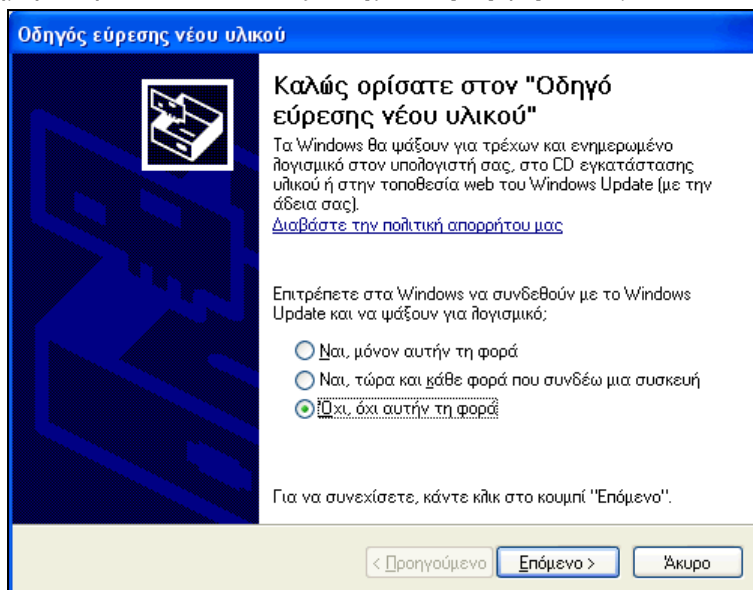 Οδηγός εύρεσης νέου υλικού
Καλώς ορίσατε στον "Οδηγό
εύρεσης νέου υλικού"
Τα Windows θα ψάξουν για τρέχων και ενημερωμένο
λογισμικό στον υπολογιστή σας, στο CD εγκατάστασης
υλικού ή στην τοποθεσία web του Windows Update (με την
άδεια σας).
Διαβάστε την πολιτική απορρήτου μας
Επιτρέπετε στα Windows να συνδεθούν με το Windows
Update και να ψάξουν για λογισμικό;
Ναι, μόνον αυτήν τη φορά
Ναι, τώρα και κάθε φορά που συνδέω μια συσκευή
Όχι, όχι αυτήν τη φορά
Για να συνεχίσετε, κάντε κλικ στο κουμπί "Επόμενο".
< Προηγούμενο Επόμενο > Άκυρο